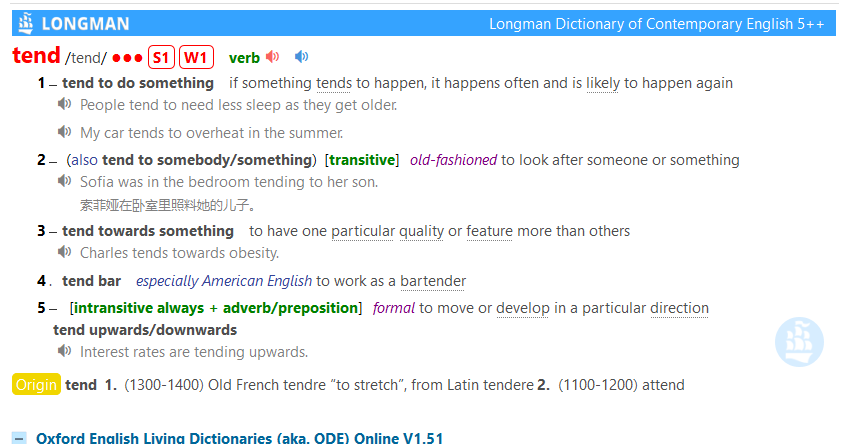 LONGMAN Longman Dictionary of Contemporary English 5++
tend /tend/ ●●● S1 W1 verb
1 – tend to do something if something tends to happen, it happens often and is likely to happen again
People tend to need less sleep as they get older.
My car tends to overheat in the summer.
2 – (also tend to somebody/something) [transitive] old-fashioned to look after someone or something
Sofia was in the bedroom tending to her son.
索菲娅在卧室里照料她的儿子。
3 – tend towards something to have one particular quality or feature more than others
Charles tends towards obesity.
4 . tend bar especially American English to work as a bartender
5 – [intransitive always + adverb/preposition] formal to move or develop in a particular direction
tend upwards/downwards
Interest rates are tending upwards.
Origin tend 1. (1300-1400) Old French tendre “to stretch”, from Latin tendere 2. (1100-1200) attend
Oxford English Living Dictionaries (aka. ODE) Online V1.51